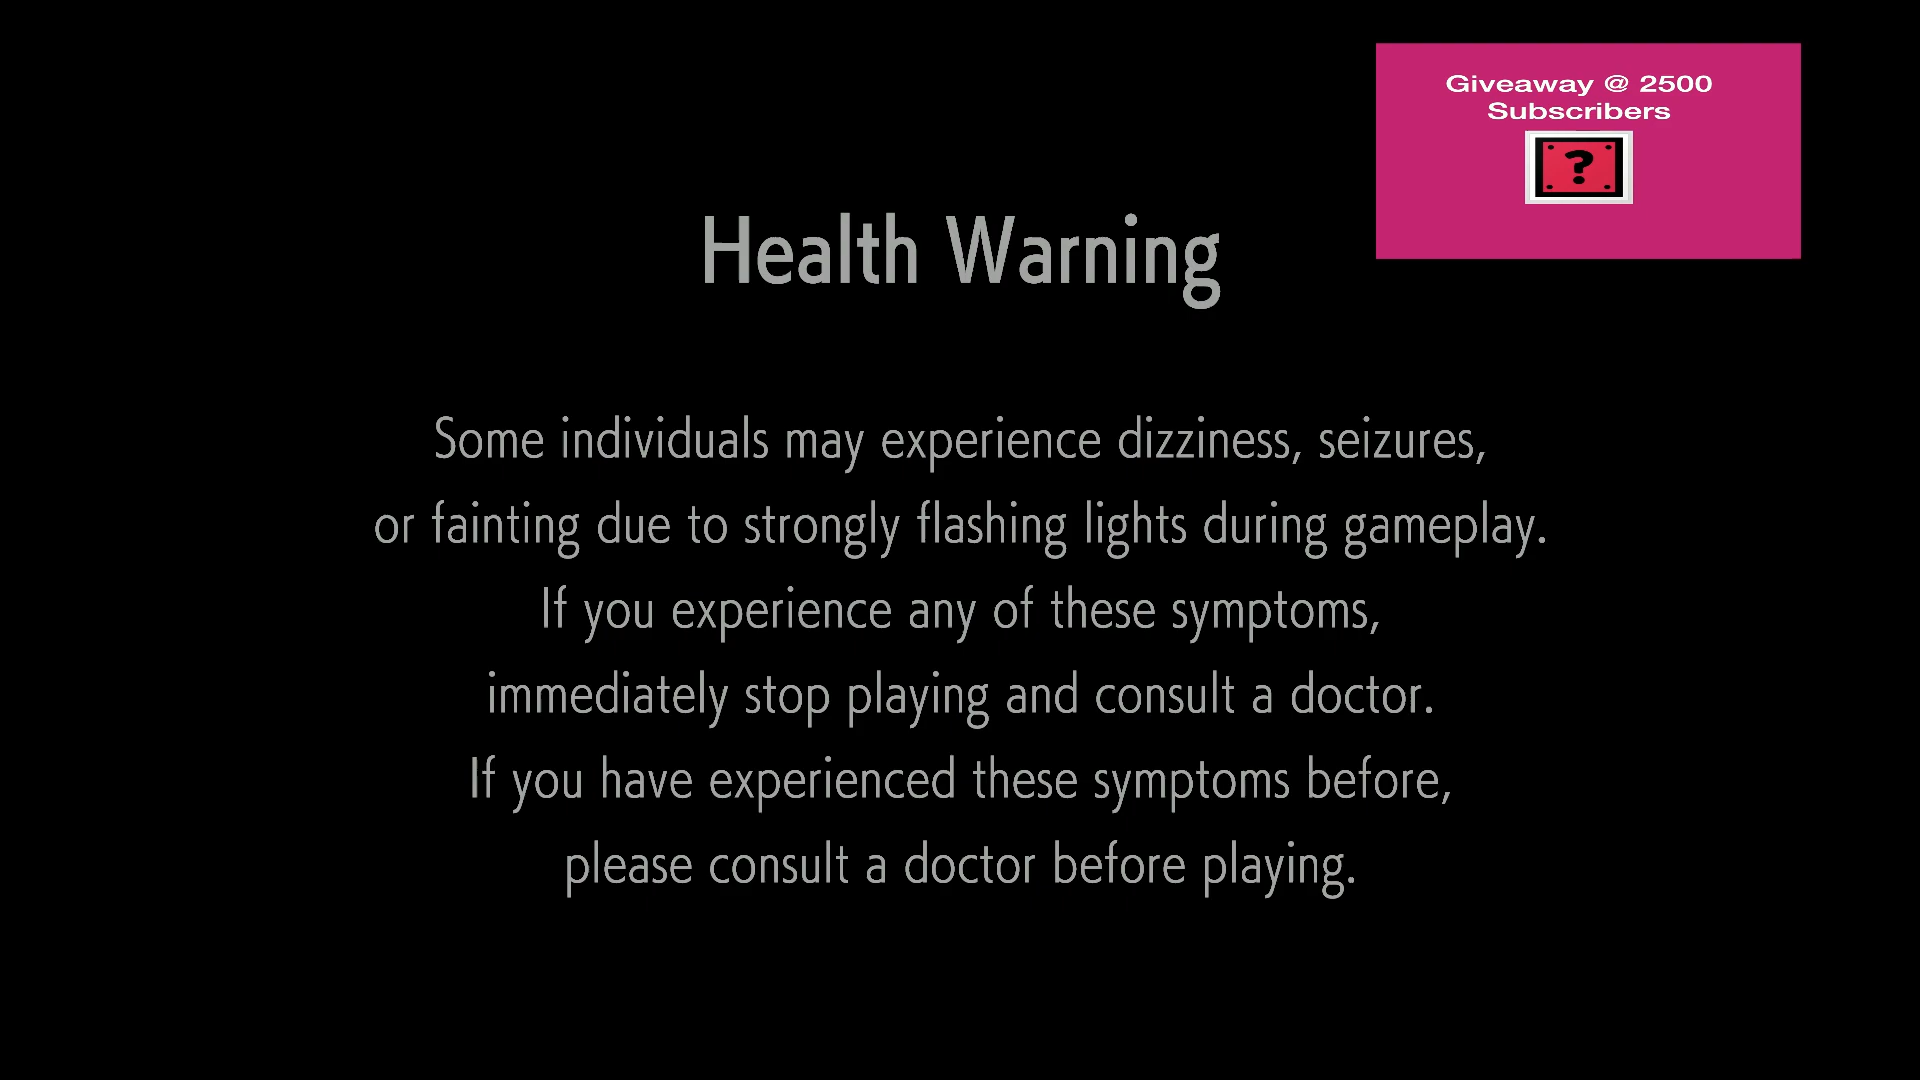 Giveaway @ 2500
Subscribers
?
Health Warning
Some individuals may experience dizziness, seizures,
or fainting due to strongly flashing lights during gameplay.
If you experience any of these symptoms,
immediately stop playing and consult a doctor.
If you have experienced these symptoms before,
please consult a doctor before playing.